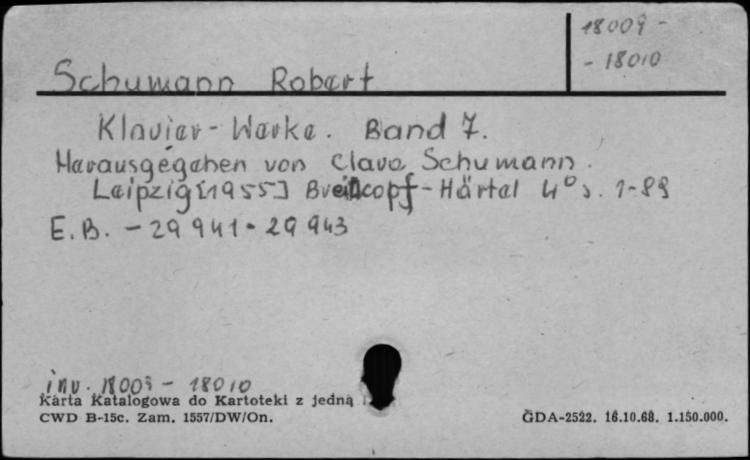 18009 -
- 18010
Schumann Robert
Klavier - Werke. Band 7.
Herausgegeben von Clara Schumann.
Leipzig [1955] Breitkopf - Härtel 4° s. 1-89
E.B. - 29 941 - 29 943
inv. 18009 - 18010
Karta Katalogowa do Kartoteki z jedną
CWD B-15c. Zam. 1557/DW/On.
GDA-2522. 16.10.68. 1.150.000.